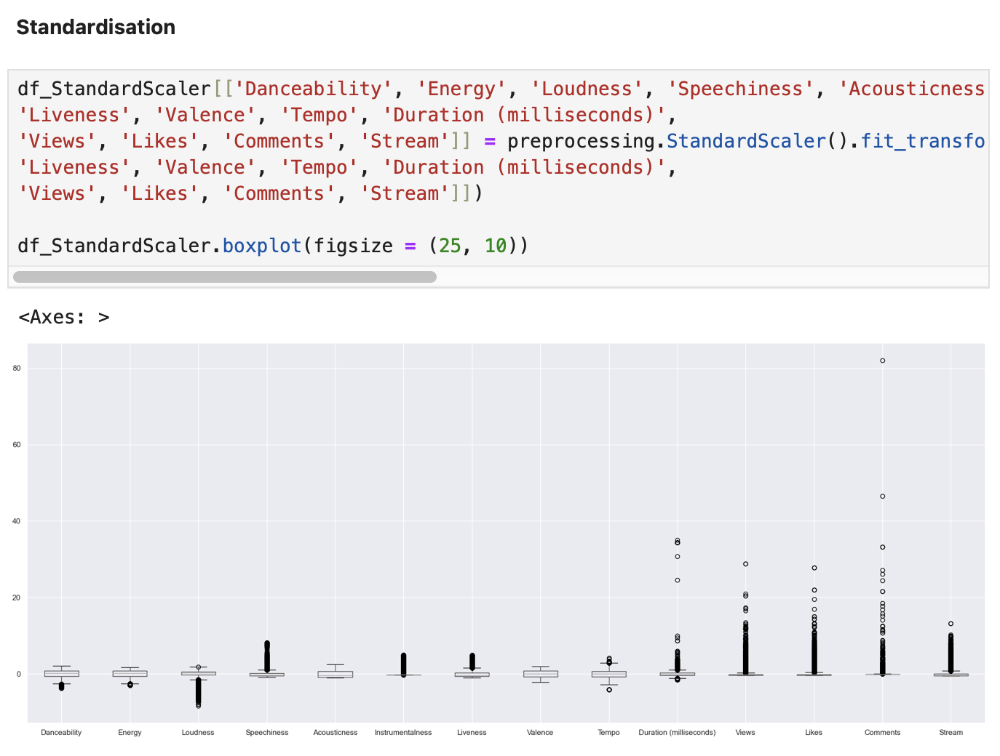 Standardisation
df_StandardScaler[['Danceability', 'Energy', 'Loudness', 'Speechiness', 'Acousticness
'Liveness', 'Valence', 'Tempo', 'Duration (milliseconds)',
'Views', 'Likes', 'Comments', 'Stream']] = preprocessing.StandardScaler().fit_transfo
'Liveness', 'Valence', 'Tempo', 'Duration (milliseconds)',
'Views', 'Likes', 'Comments', 'Stream']])
df_StandardScaler.boxplot(figsize = (25, 10))
<Axes: >
80
60
40
20
0
Danceability Energy Loudness Speechiness Acousticness Instrumentalness Liveness Valence Tempo Duration (milliseconds) Views Likes Comments Stream